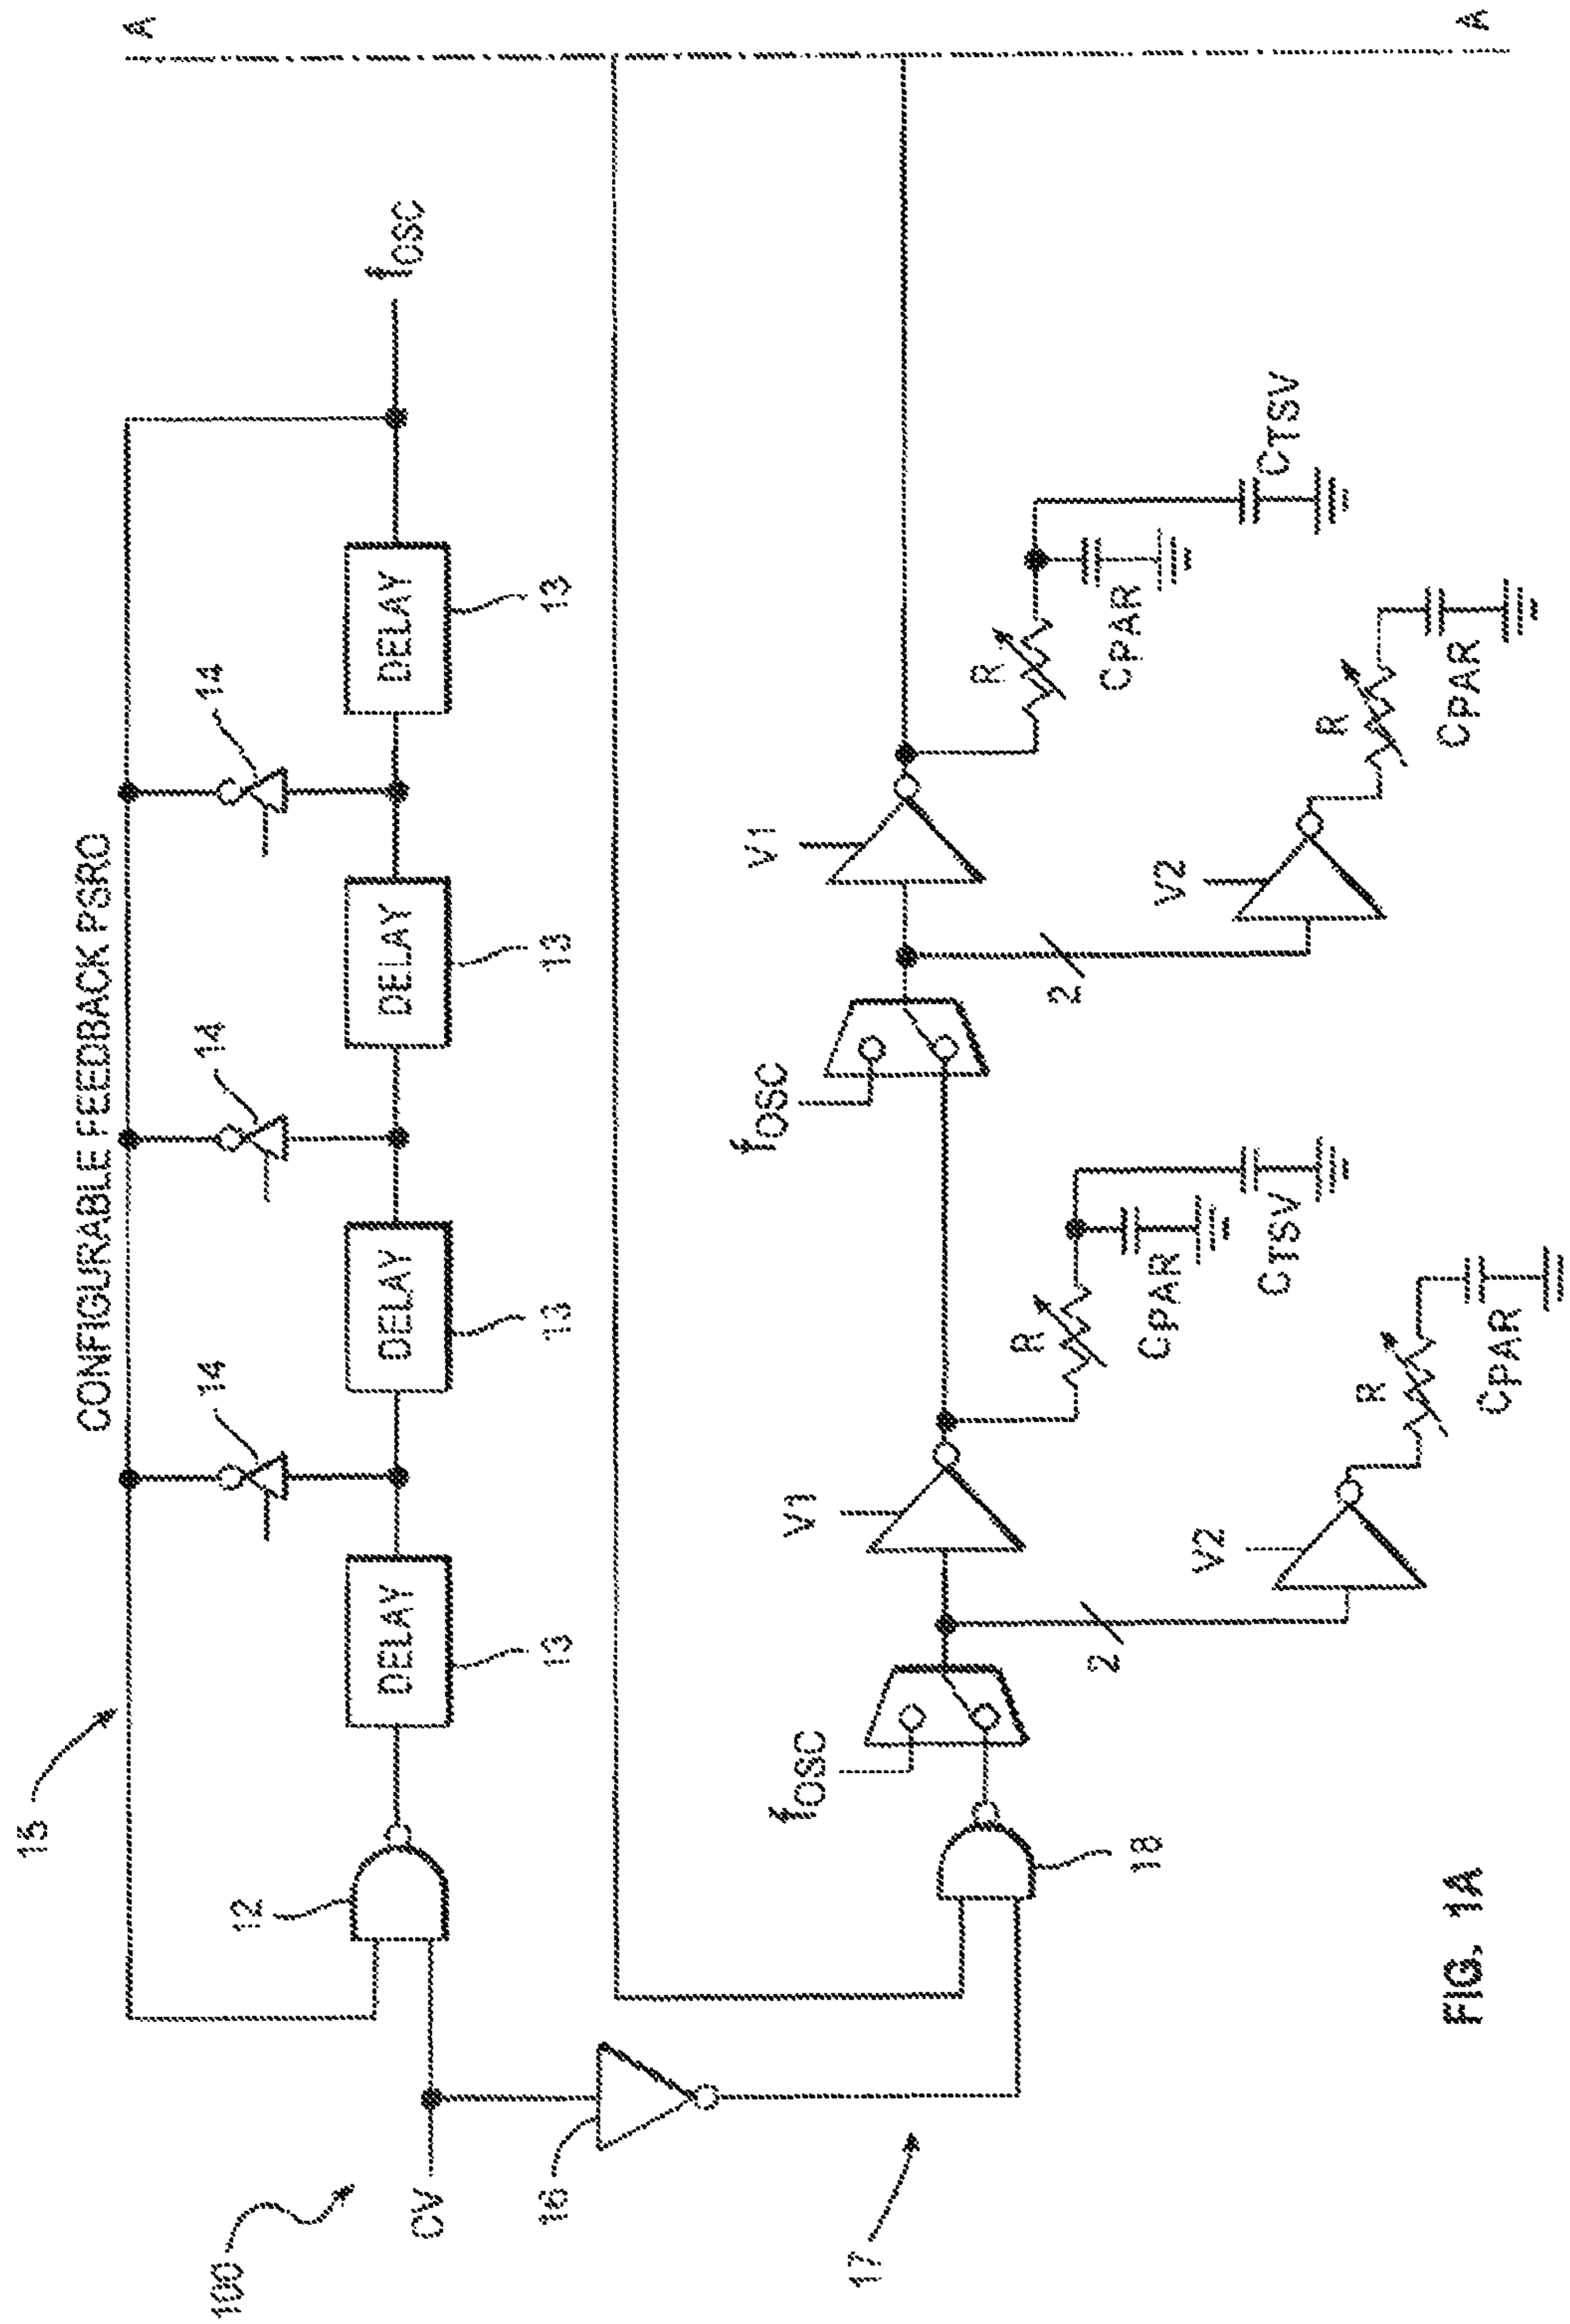 100
15
CONFIGURABLE FEEDBACK PSRO
A
12
14
14
14
DELAY
DELAY
DELAY
DELAY
fOSC
CV
13
13
13
13
16
17
fOSC
V1
fOSC
V1
R
R
CPAR
CPAR
18
2
2
V2
V2
CTSV
CTSV
R
R
CPAR
CPAR
A
FIG. 1A